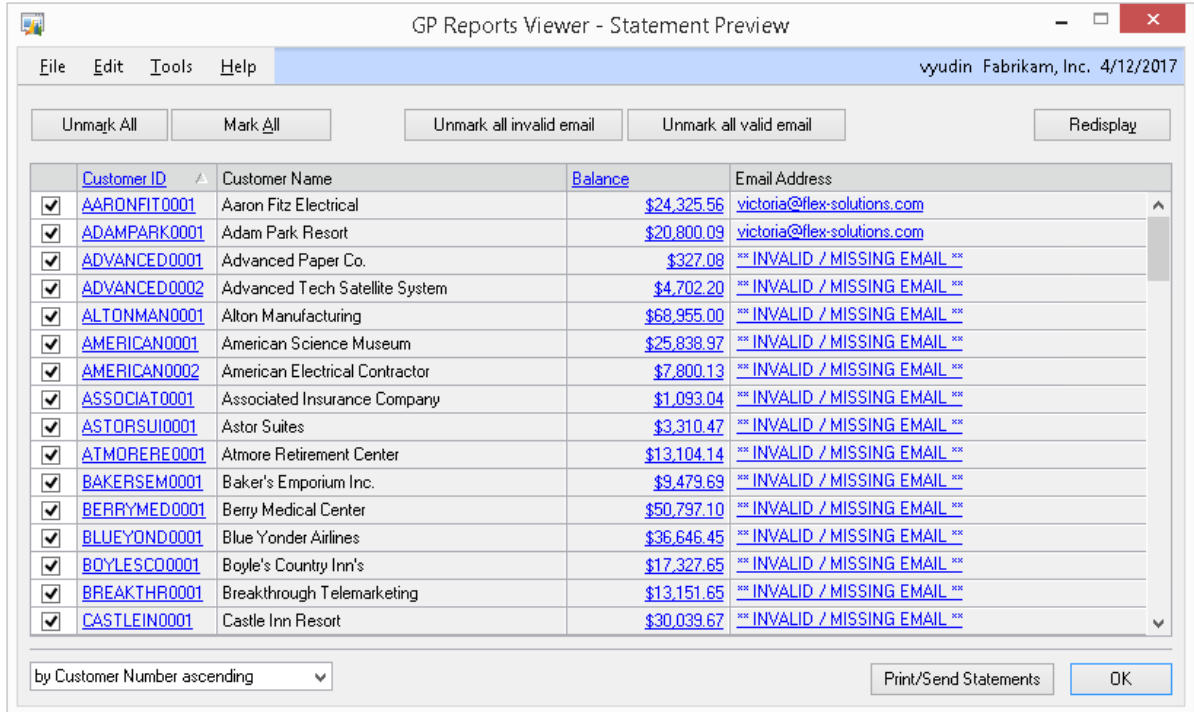 GP Reports Viewer - Statement Preview
File Edit Tools Help vyudin Fabrikam, Inc. 4/12/2017
Unmark All Mark All Unmark all invalid email Unmark all valid email Redisplay
Customer ID Customer Name Balance Email Address
AARONFIT0001 Aaron Fitz Electrical $24,325.56 victoria@flex-solutions.com
ADAMPARK0001 Adam Park Resort $20,800.09 victoria@flex-solutions.com
ADVANCED0001 Advanced Paper Co. $327.08 ** INVALID / MISSING EMAIL **
ADVANCED0002 Advanced Tech Satellite System $4,702.20 ** INVALID / MISSING EMAIL **
ALTONMAN0001 Alton Manufacturing $68,955.00 ** INVALID / MISSING EMAIL **
AMERICAN0001 American Science Museum $25,838.97 ** INVALID / MISSING EMAIL **
AMERICAN0002 American Electrical Contractor $7,800.13 ** INVALID / MISSING EMAIL **
ASSOCIAT0001 Associated Insurance Company $1,093.04 ** INVALID / MISSING EMAIL **
ASTORSUI0001 Astor Suites $3,310.47 ** INVALID / MISSING EMAIL **
ATMORERE0001 Atmore Retirement Center $13,104.14 ** INVALID / MISSING EMAIL **
BAKERSEM0001 Baker's Emporium Inc. $9,479.69 ** INVALID / MISSING EMAIL **
BERRYMED0001 Berry Medical Center $50,797.10 ** INVALID / MISSING EMAIL **
BLUEYOND0001 Blue Yonder Airlines $36,646.45 ** INVALID / MISSING EMAIL **
BOYLESCO0001 Boyle's Country Inn's $17,327.65 ** INVALID / MISSING EMAIL **
BREAKTHR0001 Breakthrough Telemarketing $13,151.65 ** INVALID / MISSING EMAIL **
CASTLEIN0001 Castle Inn Resort $30,039.67 ** INVALID / MISSING EMAIL **
by Customer Number ascending Print/Send Statements OK